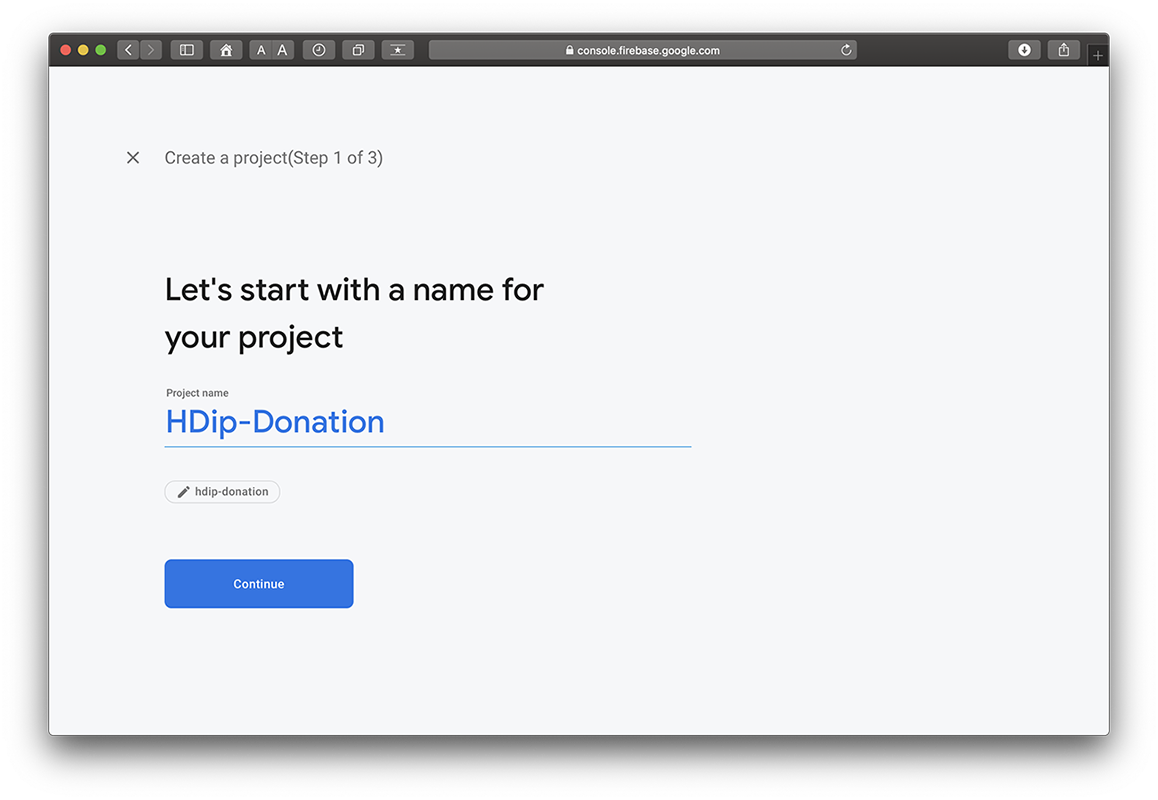 A A
console.firebase.google.com
Create a project(Step 1 of 3)
Let's start with a name for
your project
Project name
HDip-Donation
hdip-donation
Continue